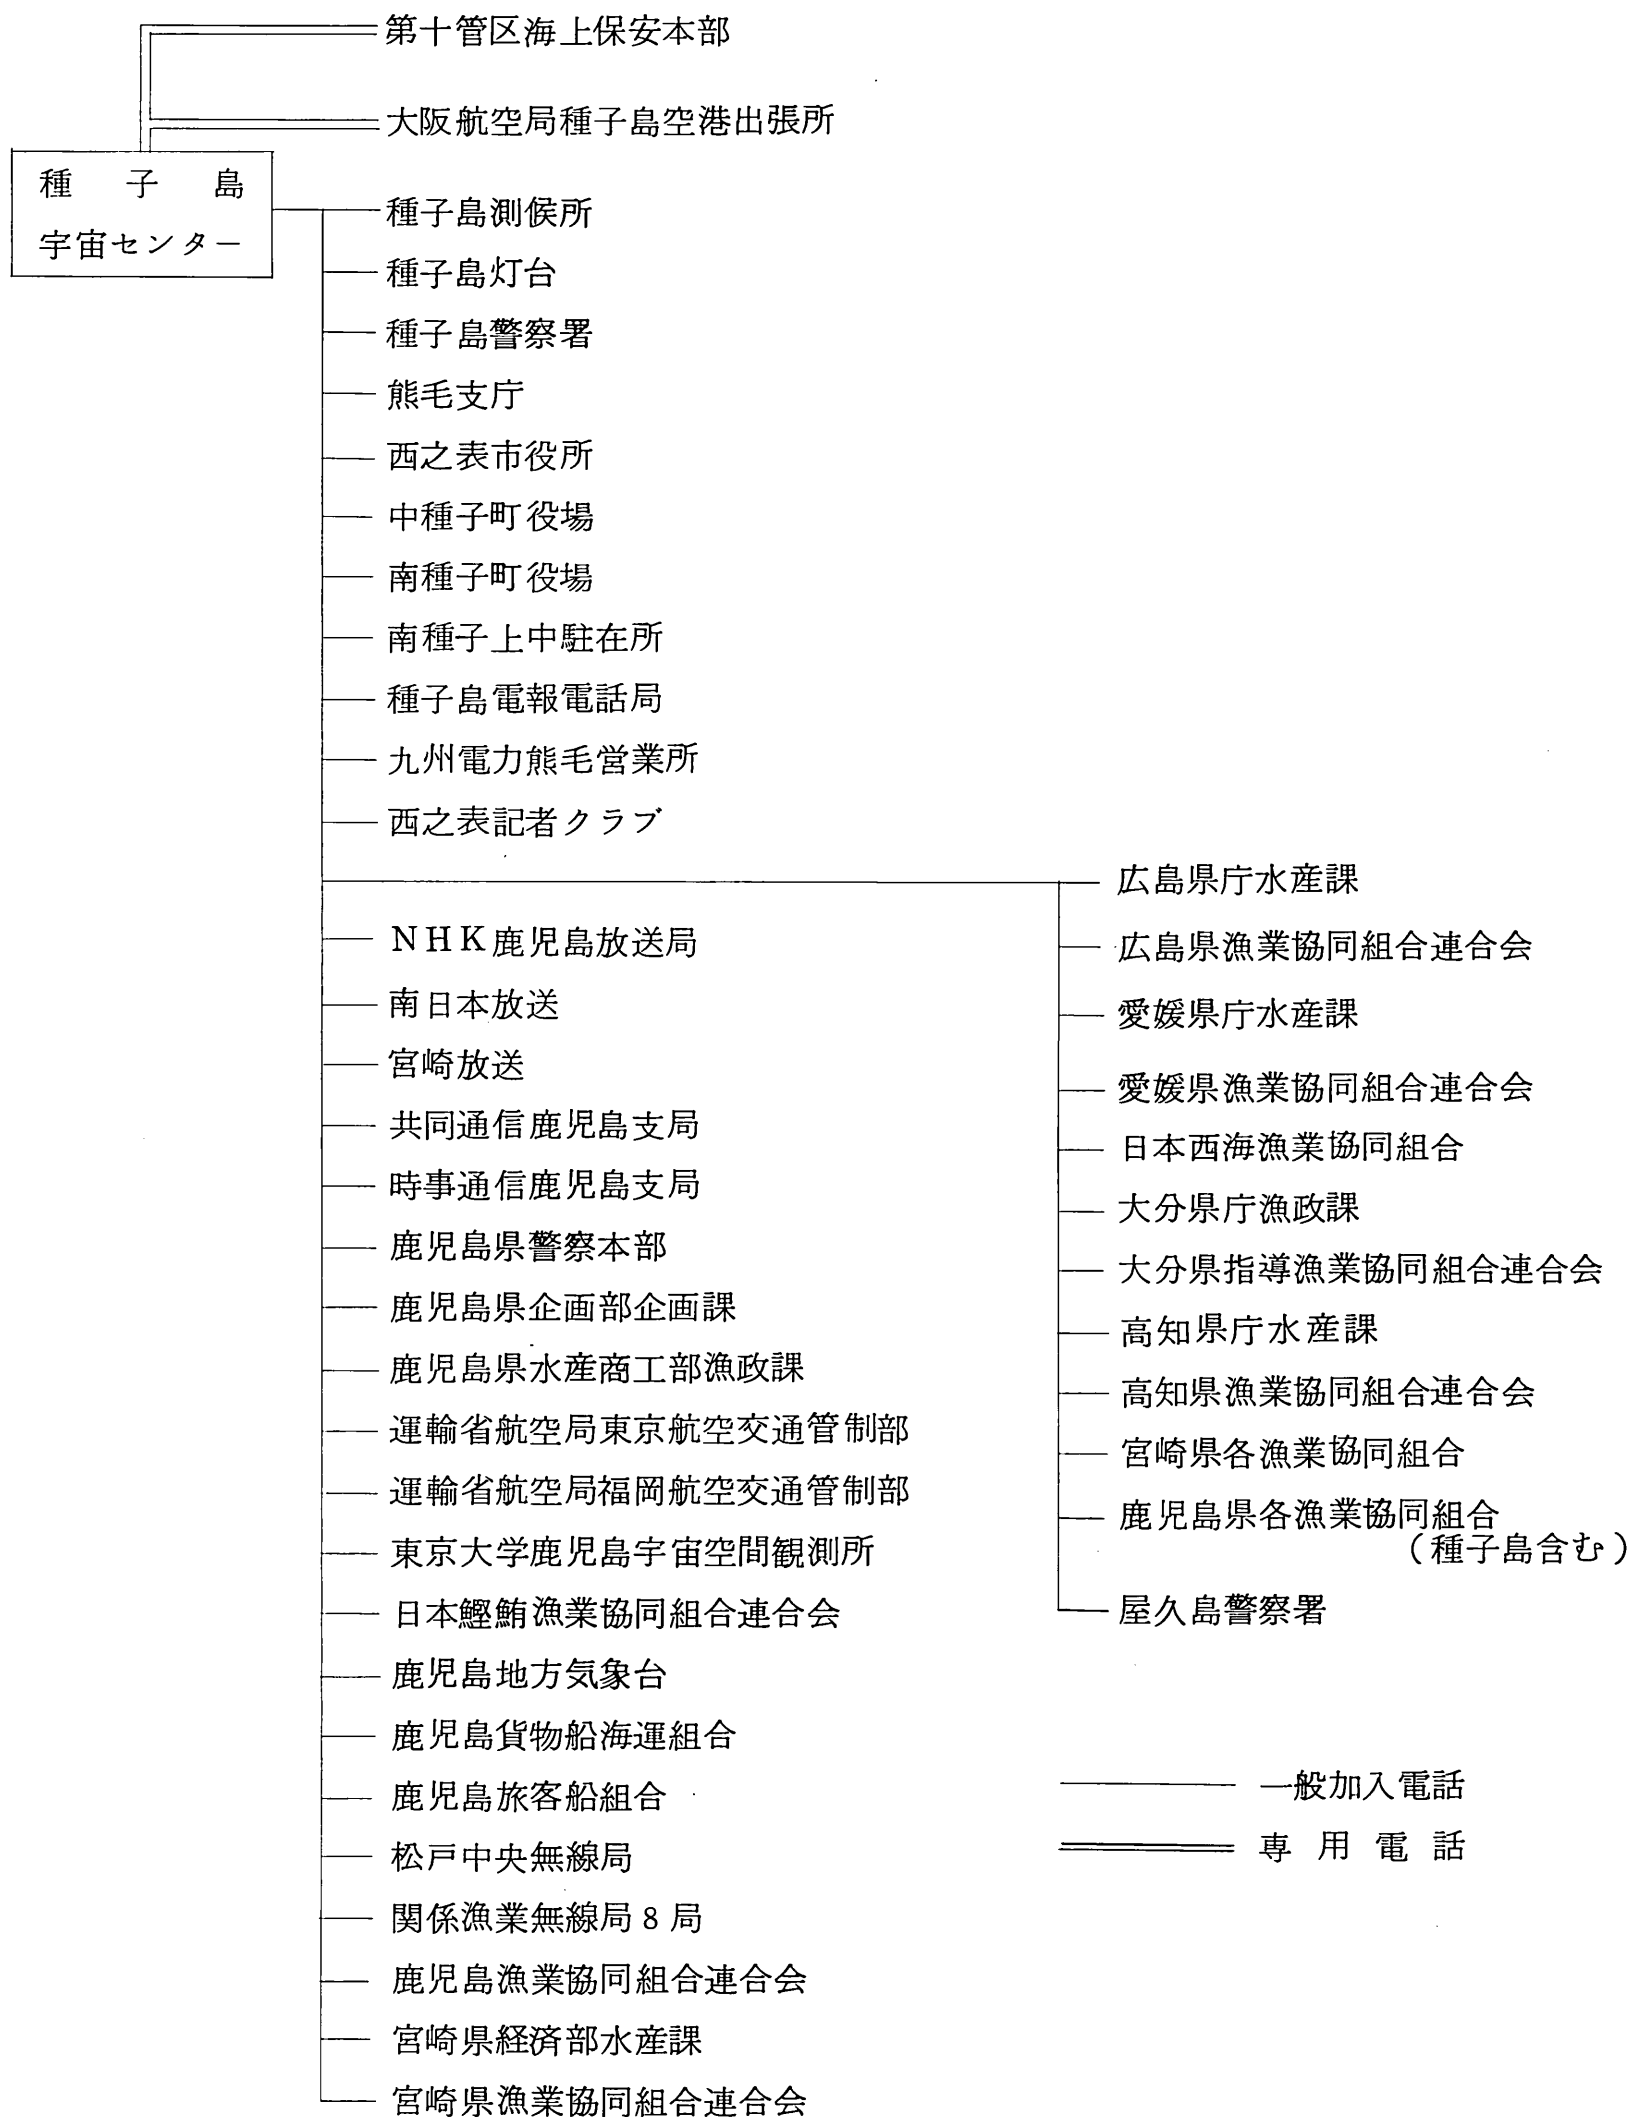 第十管区海上保安本部
大阪航空局種子島空港出張所
種子島
宇宙センター
種子島測候所
種子島灯台
種子島警察署
熊毛支庁
西之表市役所
中種子町役場
南種子町役場
南種子上中駐在所
種子島電報電話局
九州電力熊毛営業所
西之表記者クラブ
NHK鹿児島放送局
南日本放送
宮崎放送
共同通信鹿児島支局
時事通信鹿児島支局
鹿児島県警察本部
鹿児島県企画部企画課
鹿児島県水産商工部漁政課
運輸省航空局東京航空交通管制部
運輸省航空局福岡航空交通管制部
東京大学鹿児島宇宙空間観測所
日本鰹鮪漁業協同組合連合会
鹿児島地方気象台
鹿児島貨物船海運組合
鹿児島旅客船組合
松戸中央無線局
関係漁業無線局8局
鹿児島漁業協同組合連合会
宮崎県経済部水産課
宮崎県漁業協同組合連合会
広島県庁水産課
広島県漁業協同組合連合会
愛媛県庁水産課
愛媛県漁業協同組合連合会
日本西海漁業協同組合
大分県庁漁政課
大分県指導漁業協同組合連合会
高知県庁水産課
高知県漁業協同組合連合会
宮崎県各漁業協同組合
鹿児島県各漁業協同組合
(種子島含む)
屋久島警察署
一般加入電話
専用電話